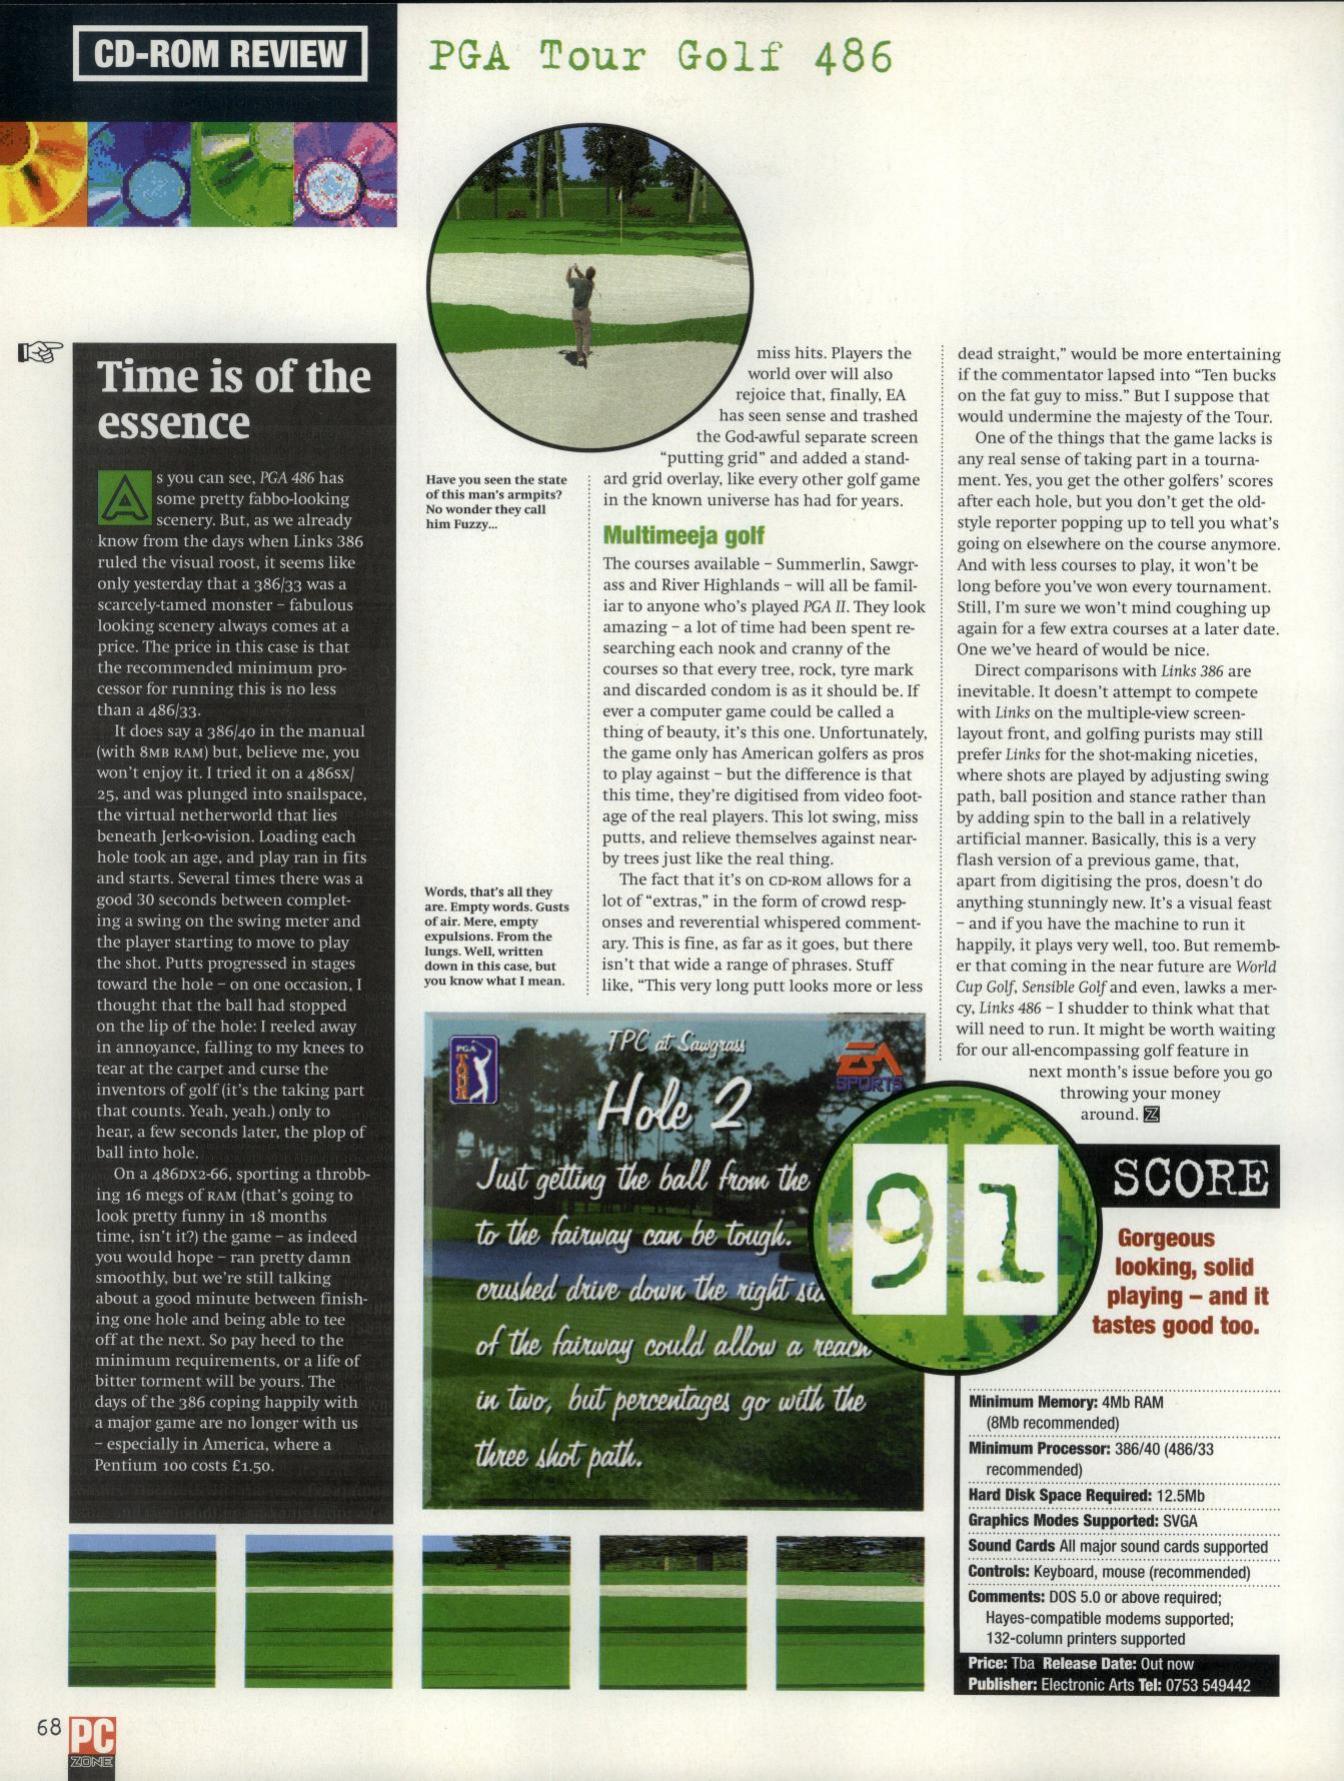 CD-ROM REVIEW
PGA Tour Golf 486
Time is of the
essence
As you can see, PGA 486 has
some pretty fabbo-looking
scenery. But, as we already
know from the days when Links 386
ruled the visual roost, it seems like
only yesterday that a 386/33 was a
scarcely-tamed monster – fabulous
looking scenery always comes at a
price. The price in this case is that
the recommended minimum pro-
cessor for running this is no less
than a 486/33.
It does say a 386/40 in the manual
(with 8MB RAM) but, believe me, you
won't enjoy it. I tried it on a 486SX/
25, and was plunged into snailspace,
the virtual netherworld that lies
beneath Jerk-o-vision. Loading each
hole took an age, and play ran in fits
and starts. Several times there was a
good 30 seconds between complet-
ing a swing on the swing meter and
the player starting to move to play
the shot. Putts progressed in stages
toward the hole – on one occasion, I
thought that the ball had stopped
on the lip of the hole: I reeled away
in annoyance, falling to my knees to
tear at the carpet and curse the
inventors of golf (it's the taking part
that counts. Yeah, yeah.) only to
hear, a few seconds later, the plop of
ball into hole.
On a 486DX2-66, sporting a throbb-
ing 16 megs of RAM (that's going to
look pretty funny in 18 months
time, isn't it?) the game – as indeed
you would hope – ran pretty damn
smoothly, but we're still talking
about a good minute between finish-
ing one hole and being able to tee
off at the next. So pay heed to the
minimum requirements, or a life of
bitter torment will be yours. The
days of the 386 coping happily with
a major game are no longer with us
– especially in America, where a
Pentium 100 costs £1.50.
Have you seen the state
of this man's armpits?
No wonder they call
him Fuzzy...
Words, that's all they
are. Empty words. Gusts
of air. Mere, empty
expulsions. From the
lungs. Well, written
down in this case, but
you know what I mean.
miss hits. Players the
world over will also
rejoice that, finally, EA
has seen sense and trashed
the God-awful separate screen
"putting grid" and added a stand-
ard grid overlay, like every other golf game
in the known universe has had for years.
Multimeeja golf
The courses available – Summerlin, Sawgr-
ass and River Highlands – will all be famil-
iar to anyone who's played PGA II. They look
amazing – a lot of time had been spent re-
searching each nook and cranny of the
courses so that every tree, rock, tyre mark
and discarded condom is as it should be. If
ever a computer game could be called a
thing of beauty, it's this one. Unfortunately,
the game only has American golfers as pros
to play against – but the difference is that
this time, they're digitised from video foot-
age of the real players. This lot swing, miss
putts, and relieve themselves against near-
by trees just like the real thing.
The fact that it's on CD-ROM allows for a
lot of "extras," in the form of crowd resp-
onses and reverential whispered comment-
ary. This is fine, as far as it goes, but there
isn't that wide a range of phrases. Stuff
like, "This very long putt looks more or less
dead straight," would be more entertaining
if the commentator lapsed into "Ten bucks
on the fat guy to miss." But I suppose that
would undermine the majesty of the Tour.
One of the things that the game lacks is
any real sense of taking part in a tourna-
ment. Yes, you get the other golfers' scores
after each hole, but you don't get the old-
style reporter popping up to tell you what's
going on elsewhere on the course anymore.
And with less courses to play, it won't be
long before you've won every tournament.
Still, I'm sure we won't mind coughing up
again for a few extra courses at a later date.
One we've heard of would be nice.
Direct comparisons with Links 386 are
inevitable. It doesn't attempt to compete
with Links on the multiple-view screen-
layout front, and golfing purists may still
prefer Links for the shot-making niceties,
where shots are played by adjusting swing
path, ball position and stance rather than
by adding spin to the ball in a relatively
artificial manner. Basically, this is a very
flash version of a previous game, that,
apart from digitising the pros, doesn't do
anything stunningly new. It's a visual feast
– and if you have the machine to run it
happily, it plays very well, too. But rememb-
er that coming in the near future are World
Cup Golf, Sensible Golf and even, lawks a mer-
cy, Links 486 – I shudder to think what that
will need to run. It might be worth waiting
for our all-encompassing golf feature in
next month's issue before you go
throwing your money
around. Z
PGA TOUR
TPC at Sawgrass
EA SPORTS
Hole 2
Just getting the ball from the
to the fairway can be tough.
crushed drive down the right si
of the fairway could allow a reach
in two, but percentages go with the
three shot path.
91
SCORE
Gorgeous
looking, solid
playing – and it
tastes good too.
Minimum Memory: 4Mb RAM
(8Mb recommended)
Minimum Processor: 386/40 (486/33
recommended)
Hard Disk Space Required: 12.5Mb
Graphics Modes Supported: SVGA
Sound Cards All major sound cards supported
Controls: Keyboard, mouse (recommended)
Comments: DOS 5.0 or above required;
Hayes-compatible modems supported;
132-column printers supported
Price: Tba Release Date: Out now
Publisher: Electronic Arts Tel: 0753 549442
68 PC
ZONE